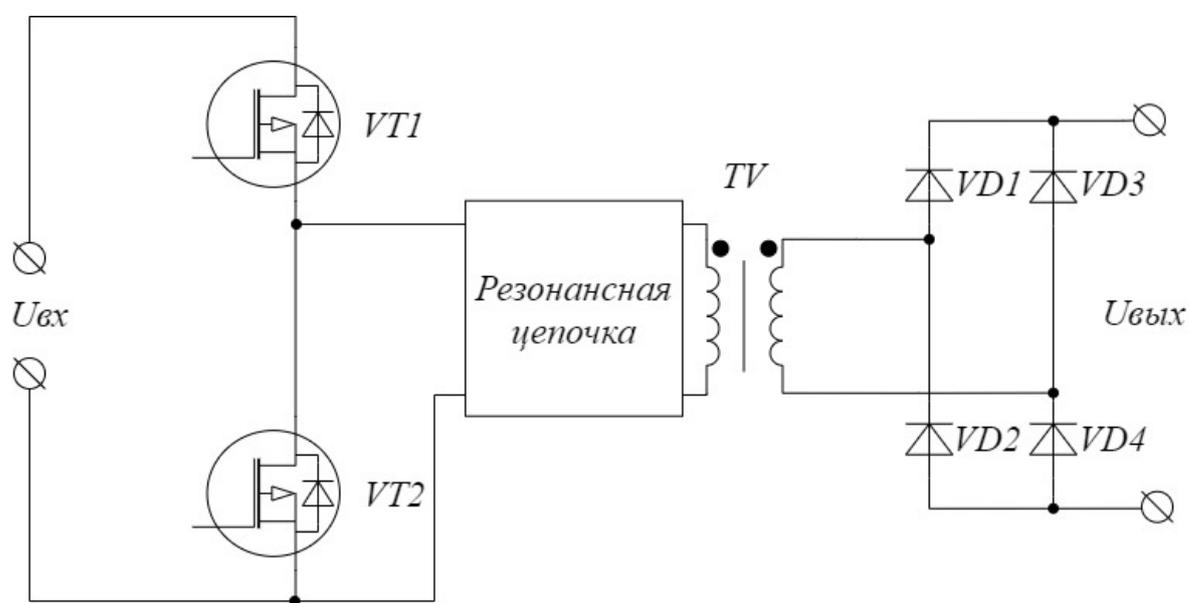 VT1
TV
VD1
VD3
Резонансная
цепочка
Uвх
Uвых
VT2
VD2
VD4